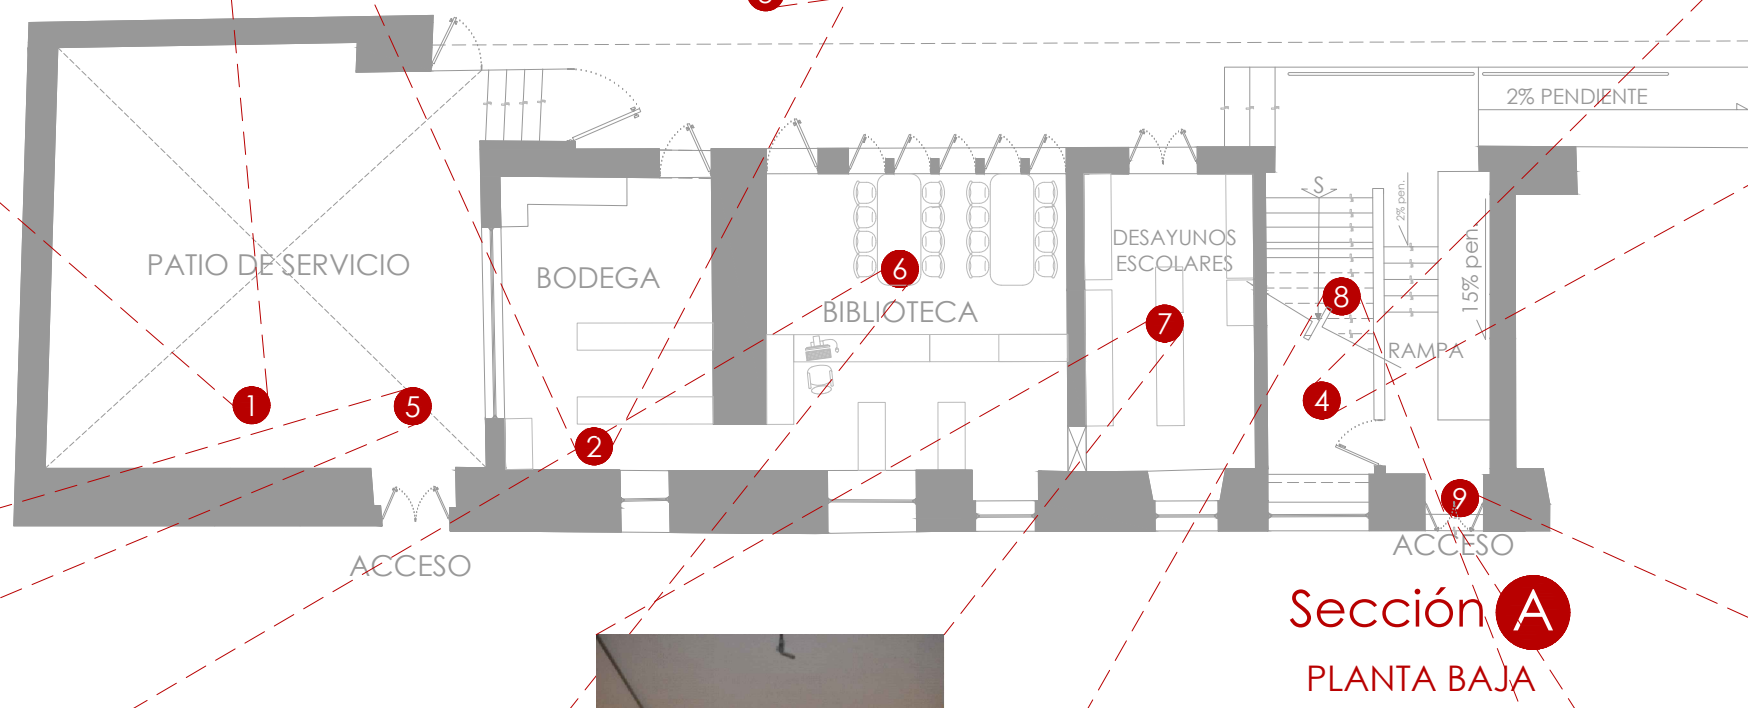 2% PENDIENTE
S
2% pen.
PATIO DE SERVICIO
BODEGA
BIBLIOTECA
DESAYUNOS
ESCOLARES
15% pen.
RAMPA
6
7
8
4
1
5
2
9
ACCESO
ACCESO
Sección A
PLANTA BAJA